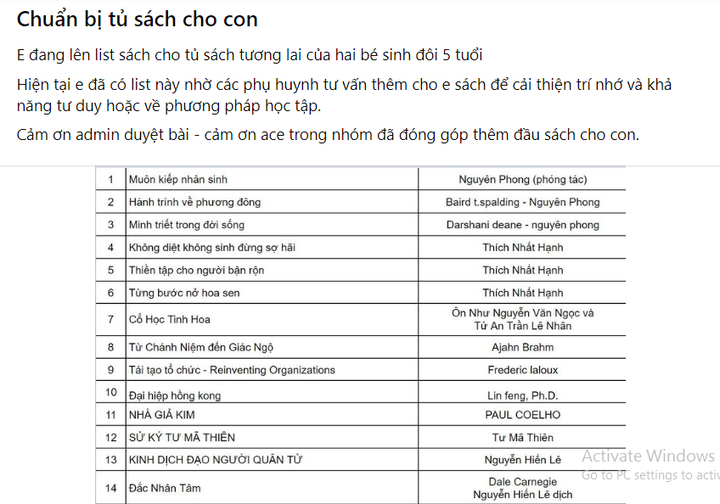 Chuẩn bị tủ sách cho con
E đang lên list sách cho tủ sách tương lai của hai bé sinh đôi 5 tuổi
Hiện tại e đã có list này nhờ các phụ huynh tư vấn thêm cho e sách để cải thiện trí nhớ và khả
năng tư duy hoặc về phương pháp học tập.
Cảm ơn admin duyệt bài - cảm ơn ace trong nhóm đã đóng góp thêm đầu sách cho con.
1 Muôn kiếp nhân sinh Nguyên Phong (phóng tác)
2 Hành trình về phương đông Baird t.spalding - Nguyên Phong
3 Minh triết trong đời sống Darshani deane - nguyên phong
4 Không diệt không sinh đừng sợ hãi Thích Nhất Hạnh
5 Thiền tập cho người bận rộn Thích Nhất Hạnh
6 Từng bước nở hoa sen Thích Nhất Hạnh
7 Cổ Học Tinh Hoa Ôn Như Nguyễn Văn Ngọc và
Tử An Trần Lê Nhân
8 Từ Chánh Niệm đến Giác Ngộ Ajahn Brahm
9 Tái tạo tổ chức - Reinventing Organizations Frederic laloux
10 Đại hiệp hồng kong Lin feng, Ph.D.
11 NHÀ GIẢ KIM PAUL COELHO
12 SỬ KÝ TƯ MÃ THIÊN Tư Mã Thiên
13 KINH DỊCH ĐẠO NGƯỜI QUÂN TỬ Nguyễn Hiến Lê
14 Đắc Nhân Tâm Dale Carnegie
Nguyễn Hiến Lê dịch
Activate Windows
Go to PC settings to activ